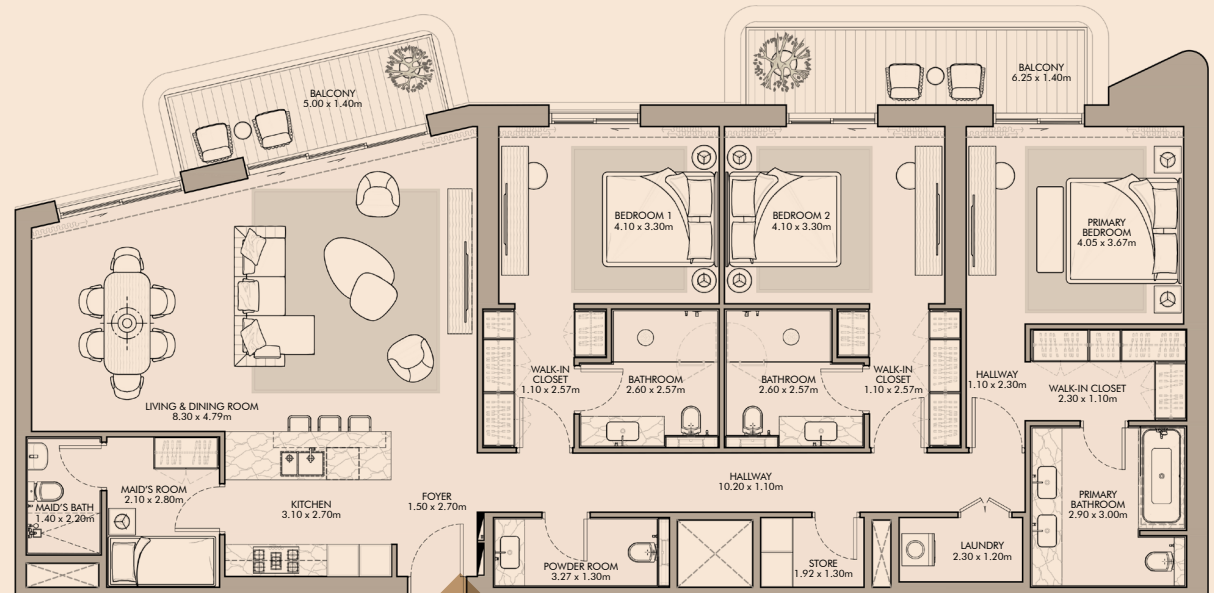 BALCONY
5.00 x 1.40m
BALCONY
6.25 x 1.40m
BEDROOM 1
4.10 x 3.30m
BEDROOM 2
4.10 x 3.30m
PRIMARY
BEDROOM
4.05 x 3.67m
LIVING & DINING ROOM
8.30 x 4.79m
WALK-IN
CLOSET
1.10 x 2.57m
BATHROOM
2.60 x 2.57m
BATHROOM
2.60 x 2.57m
WALK-IN
CLOSET
1.10 x 2.57m
HALLWAY
1.10 x 2.30m
WALK-IN CLOSET
2.30 x 1.10m
MAID'S BATH
1.40 x 2.20m
MAID'S ROOM
2.10 x 2.80m
KITCHEN
3.10 x 2.70m
FOYER
1.50 x 2.70m
HALLWAY
10.20 x 1.10m
PRIMARY
BATHROOM
2.90 x 3.00m
POWDER ROOM
3.27 x 1.30m
STORE
1.92 x 1.30m
LAUNDRY
2.30 x 1.20m